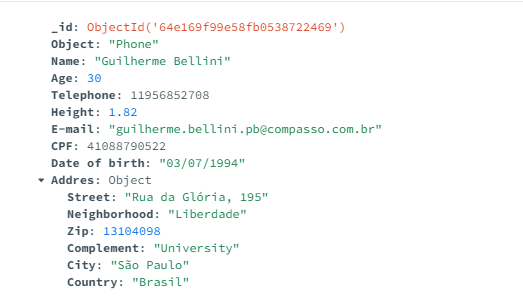 _id: ObjectId('64e169f99e58fb0538722469')
Object: "Phone"
Name: "Guilherme Bellini"
Age: 30
Telephone: 11956852708
Height: 1.82
E-mail: "guilherme.bellini.pb@compasso.com.br"
CPF: 41088790522
Date of birth: "03/07/1994"
Addres: Object
Street: "Rua da Glória, 195"
Neighborhood: "Liberdade"
Zip: 13104098
Complement: "University"
City: "São Paulo"
Country: "Brasil"